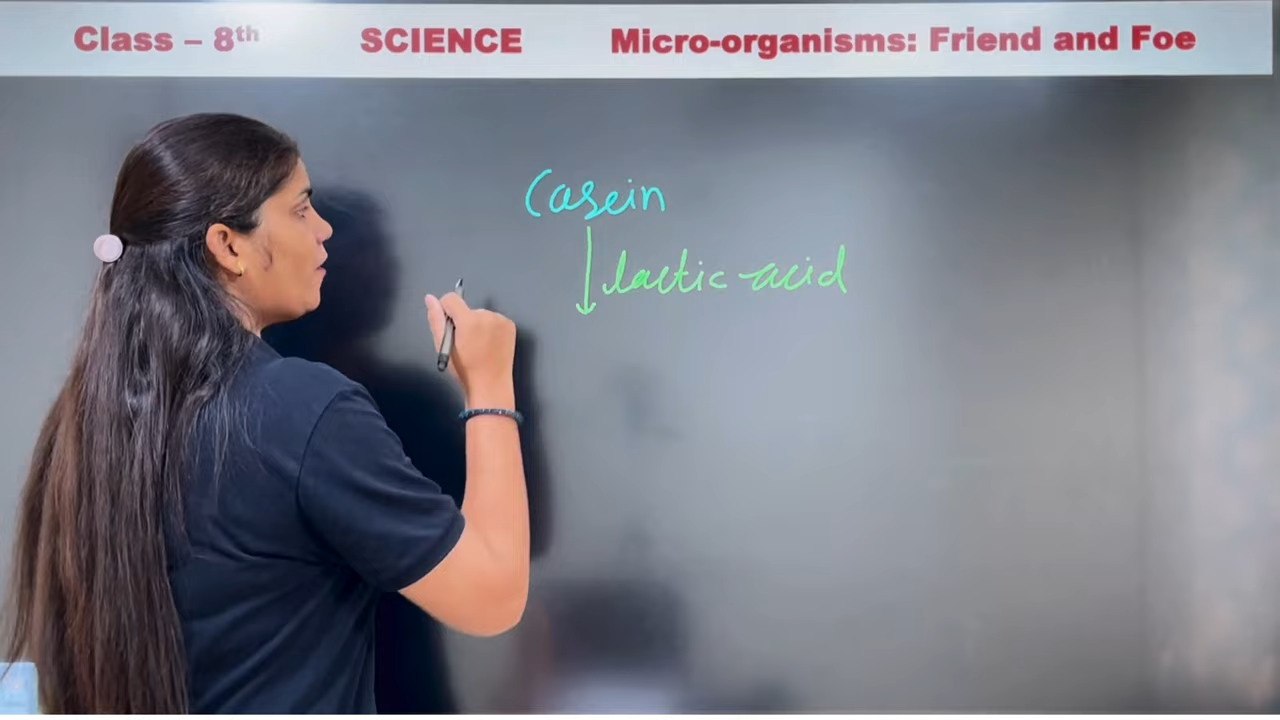 Class – 8th SCIENCE Micro-organisms: Friend and Foe
Casein
lactic acid